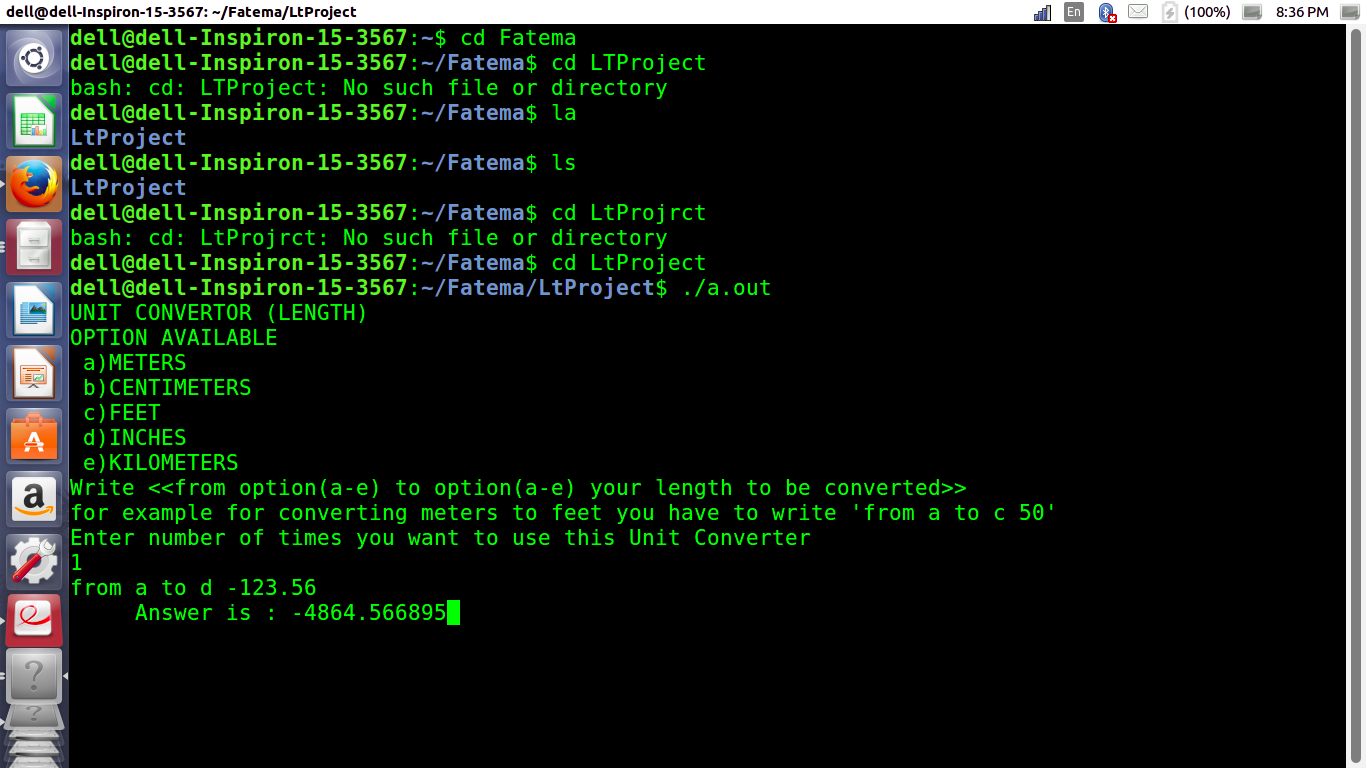 dell@dell-Inspiron-15-3567: ~/Fatema/LtProject
En
(100%)
8:36 PM
dell@dell-Inspiron-15-3567:~$ cd Fatema
dell@dell-Inspiron-15-3567:~/Fatema$ cd LTProject
bash: cd: LTProject: No such file or directory
dell@dell-Inspiron-15-3567:~/Fatema$ la
LtProject
dell@dell-Inspiron-15-3567:~/Fatema$ ls
LtProject
dell@dell-Inspiron-15-3567:~/Fatema$ cd LtProjrct
bash: cd: LtProjrct: No such file or directory
dell@dell-Inspiron-15-3567:~/Fatema$ cd LtProject
dell@dell-Inspiron-15-3567:~/Fatema/LtProject$ ./a.out
UNIT CONVERTOR (LENGTH)
OPTION AVAILABLE
 a)METERS
 b)CENTIMETERS
 c)FEET
 d)INCHES
 e)KILOMETERS
Write <<from option(a-e) to option(a-e) your length to be converted>>
for example for converting meters to feet you have to write 'from a to c 50'
Enter number of times you want to use this Unit Converter
1
from a to d -123.56
     Answer is : -4864.566895